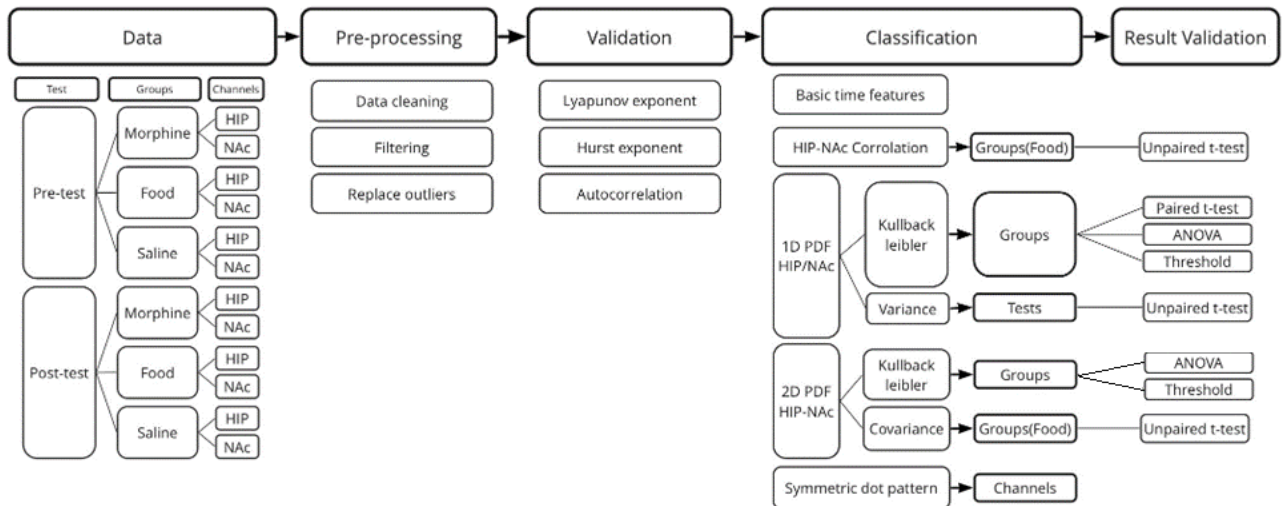 Data
Pre-processing
Validation
Classification
Result Validation
Test
Groups
Channels
Pre-test
Morphine
HIP
NAc
Food
HIP
NAc
Saline
HIP
NAc
Post-test
Morphine
HIP
NAc
Food
HIP
NAc
Saline
HIP
NAc
Data cleaning
Filtering
Replace outliers
Lyapunov exponent
Hurst exponent
Autocorrelation
Basic time features
HIP-NAc Corrolation
Groups(Food)
Unpaired t-test
1D PDF
HIP/NAc
Kullback
leibler
Groups
Paired t-test
ANOVA
Threshold
Variance
Tests
Unpaired t-test
2D PDF
HIP-NAc
Kullback
leibler
Groups
ANOVA
Threshold
Covariance
Groups(Food)
Unpaired t-test
Symmetric dot pattern
Channels